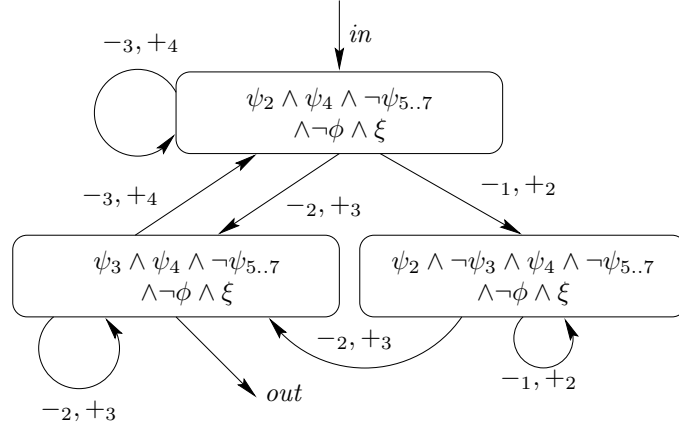 in
−3, +4
ψ2 ∧ ψ4 ∧ ¬ψ5..7
∧¬ϕ ∧ ξ
−3, +4
−2, +3
−1, +2
ψ3 ∧ ψ4 ∧ ¬ψ5..7
∧¬ϕ ∧ ξ
ψ2 ∧ ¬ψ3 ∧ ψ4 ∧ ¬ψ5..7
∧¬ϕ ∧ ξ
−2, +3
−2, +3
out
−1, +2